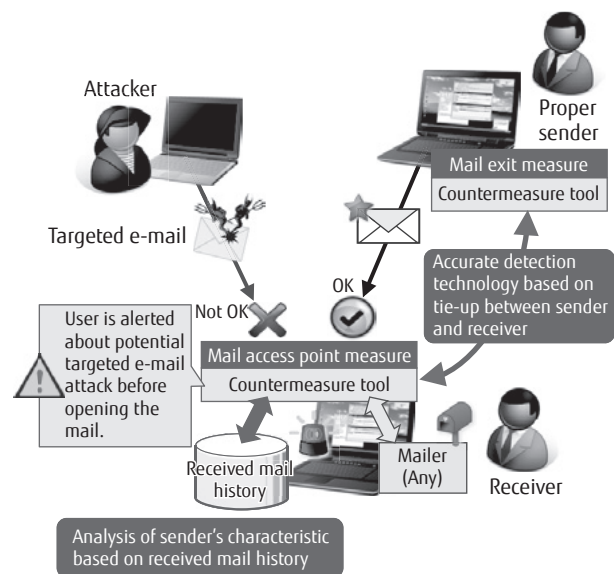 Attacker
Proper
sender
Mail exit measure
Countermeasure tool
Targeted e-mail
Accurate detection
technology based on
tie-up between sender
and receiver
Not OK
OK
User is alerted
about potential
targeted e-mail
attack before
opening the
mail.
Mail access point measure
Countermeasure tool
Received mail
history
Mailer
(Any)
Receiver
Analysis of sender's characteristic
based on received mail history